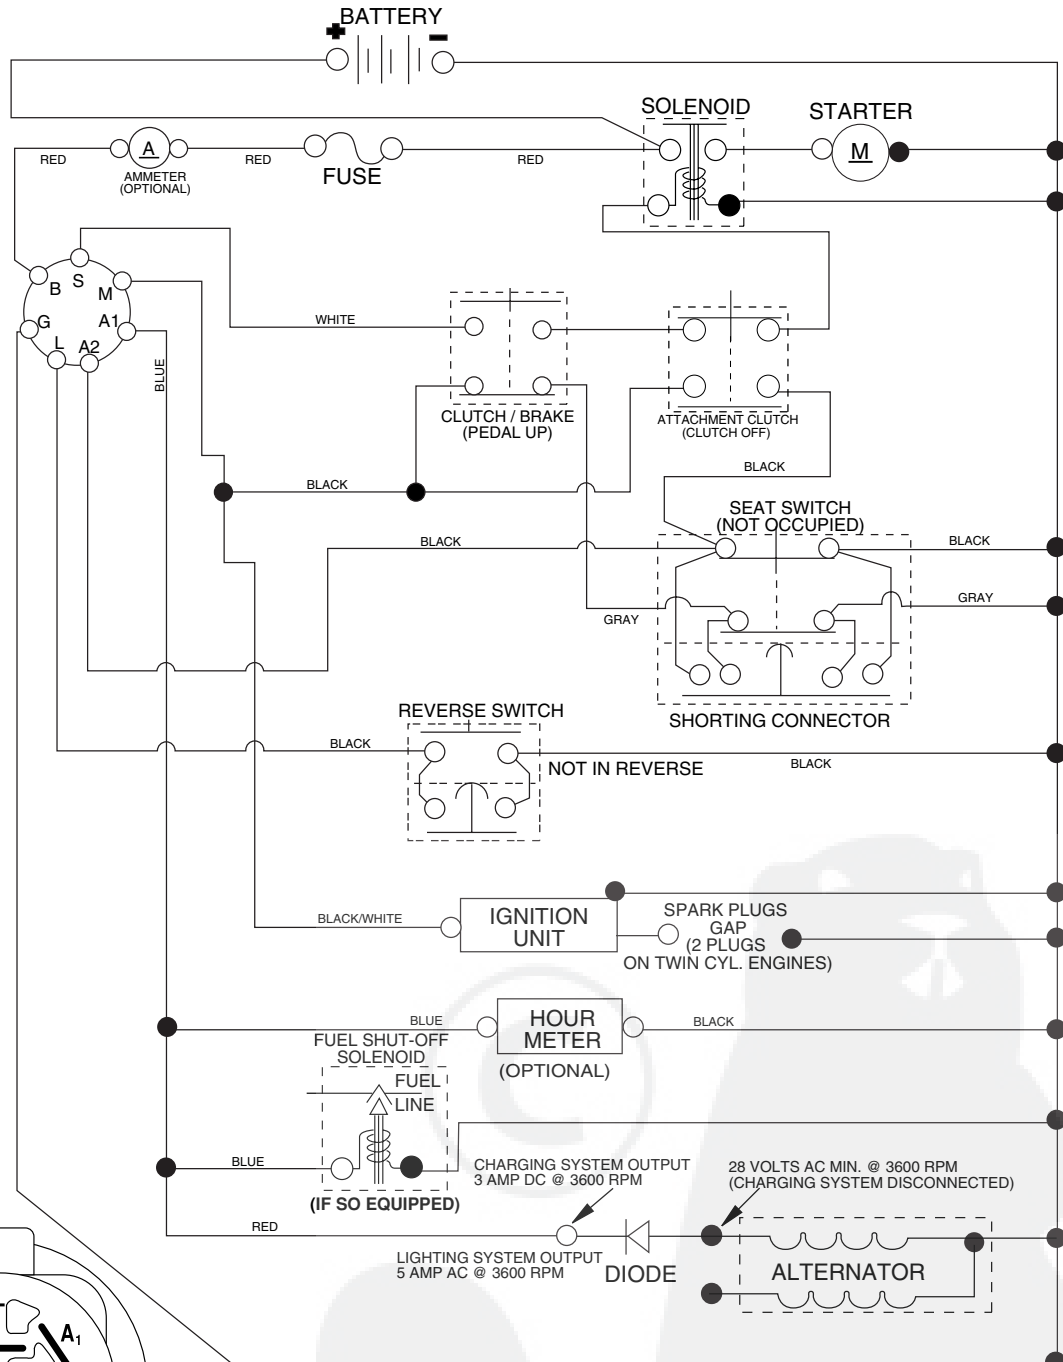 BATTERY
SOLENOID
STARTER
RED
A
RED
FUSE
RED
M
AMMETER
(OPTIONAL)
B
S
M
G
A1
L
A2
WHITE
BLUE
CLUTCH / BRAKE
(PEDAL UP)
ATTACHMENT CLUTCH
(CLUTCH OFF)
BLACK
BLACK
SEAT SWITCH
(NOT OCCUPIED)
BLACK
BLACK
GRAY
GRAY
SHORTING CONNECTOR
REVERSE SWITCH
BLACK
NOT IN REVERSE
BLACK
BLACK/WHITE
IGNITION
UNIT
SPARK PLUGS
GAP
(2 PLUGS
ON TWIN CYL. ENGINES)
BLUE
HOUR
METER
BLACK
(OPTIONAL)
FUEL SHUT-OFF
SOLENOID
FUEL
LINE
BLUE
(IF SO EQUIPPED)
CHARGING SYSTEM OUTPUT
3 AMP DC @ 3600 RPM
28 VOLTS AC MIN. @ 3600 RPM
(CHARGING SYSTEM DISCONNECTED)
RED
LIGHTING SYSTEM OUTPUT
5 AMP AC @ 3600 RPM
DIODE
ALTERNATOR
A1
©